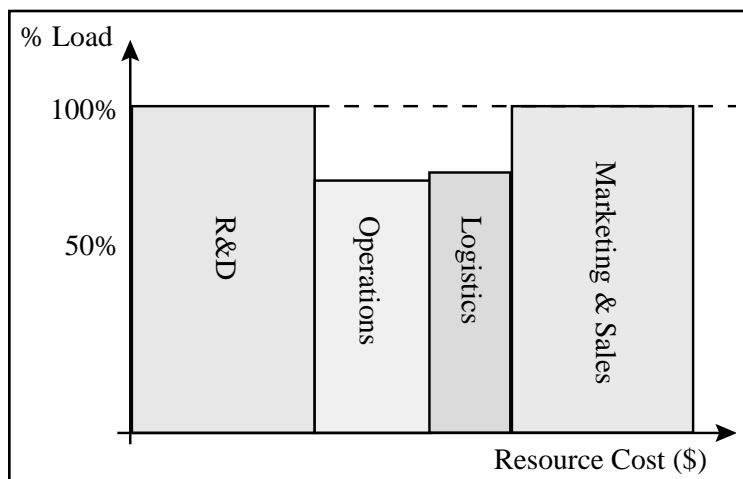 % Load
100%
50%
R&D
Operations
Logistics
Marketing & Sales
Resource Cost ($)